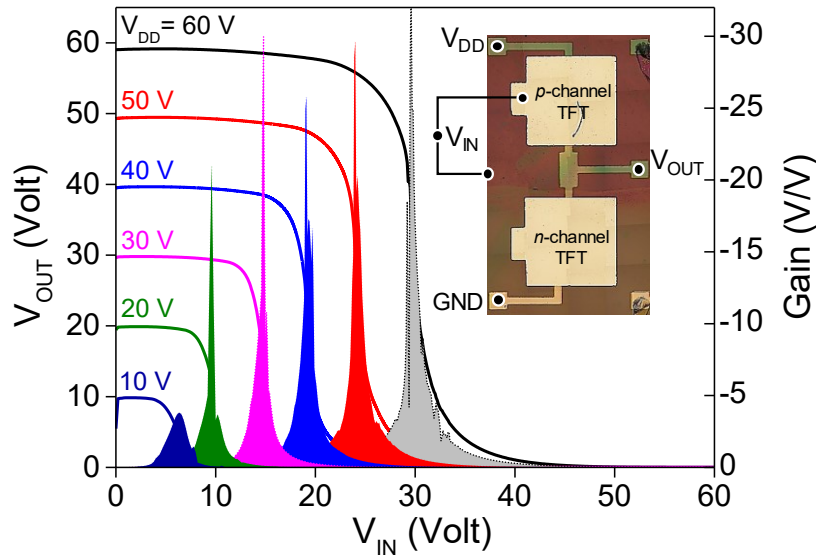 V_DD= 60 V
50 V
40 V
30 V
20 V
10 V
60
50
40
30
20
10
0
V_OUT (Volt)
0
10
20
30
40
50
60
V_IN (Volt)
-30
-25
-20
-15
-10
-5
0
Gain (V/V)
V_DD
p-channel
TFT
V_IN
V_OUT
n-channel
TFT
GND